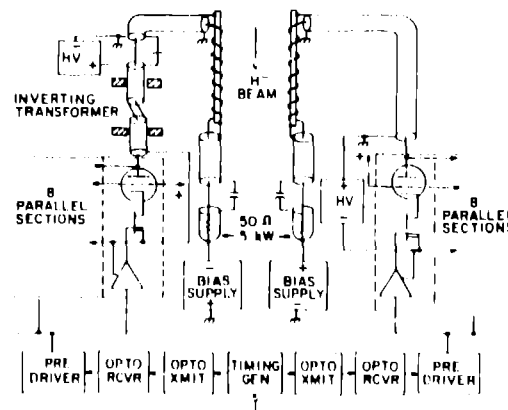 HV
+
INVERTING
TRANSFORMER
H⁻
BEAM
8
PARALLEL
SECTIONS
+
50 Ω
5 kW
+
HV
−
8
PARALLEL
SECTIONS
−
BIAS
SUPPLY
+
+
BIAS
SUPPLY
−
PRE
DRIVER
OPTO
RCVR
OPTO
XMIT
TIMING
GEN
OPTO
XMIT
OPTO
RCVR
PRE
DRIVER